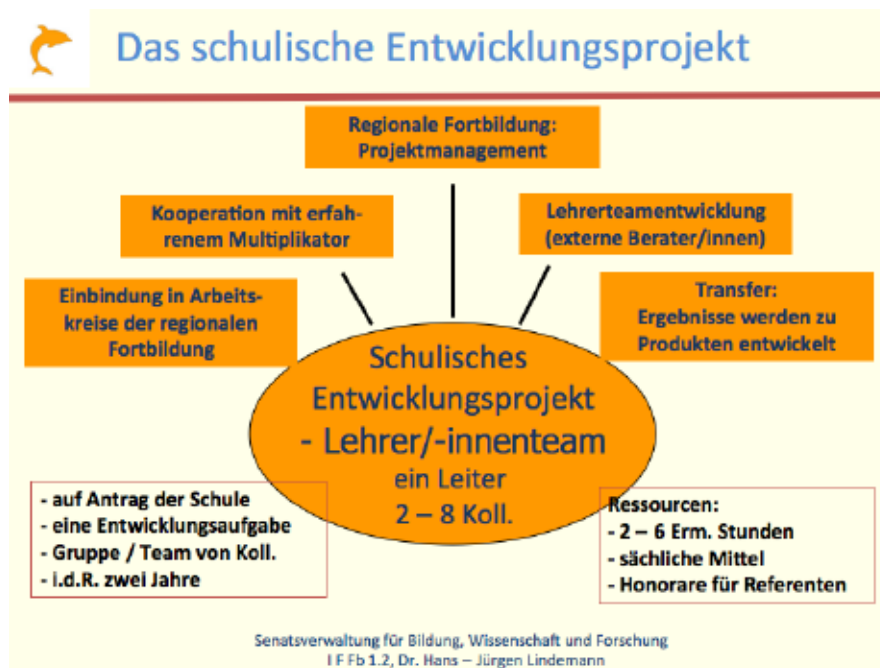 Das schulische Entwicklungsprojekt
Regionale Fortbildung:
Projektmanagement
Kooperation mit erfah-
renem Multiplikator
Lehrerteamentwicklung
(externe Berater/innen)
Einbindung in Arbeits-
kreise der regionalen
Fortbildung
Transfer:
Ergebnisse werden zu
Produkten entwickelt
Schulisches
Entwicklungsprojekt
- Lehrer/-innenteam
ein Leiter
2 – 8 Koll.
- auf Antrag der Schule
- eine Entwicklungsaufgabe
- Gruppe / Team von Koll.
- i.d.R. zwei Jahre
Ressourcen:
- 2 – 6 Erm. Stunden
- sächliche Mittel
- Honorare für Referenten
Senatsverwaltung für Bildung, Wissenschaft und Forschung
I F Fb 1.2, Dr. Hans – Jürgen Lindemann